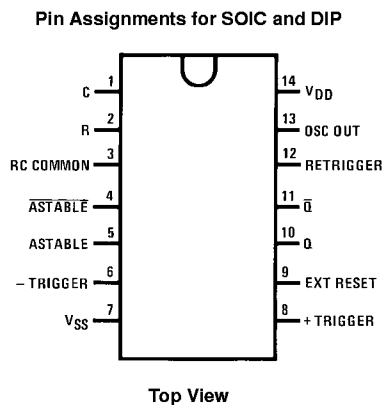 Pin Assignments for SOIC and DIP
C 1 14 VDD
R 2 13 OSC OUT
RC COMMON 3 12 RETRIGGER
A̅S̅T̅A̅B̅L̅E̅ 4 11 Q̅
ASTABLE 5 10 Q
– TRIGGER 6 9 EXT RESET
VSS 7 8 + TRIGGER
Top View